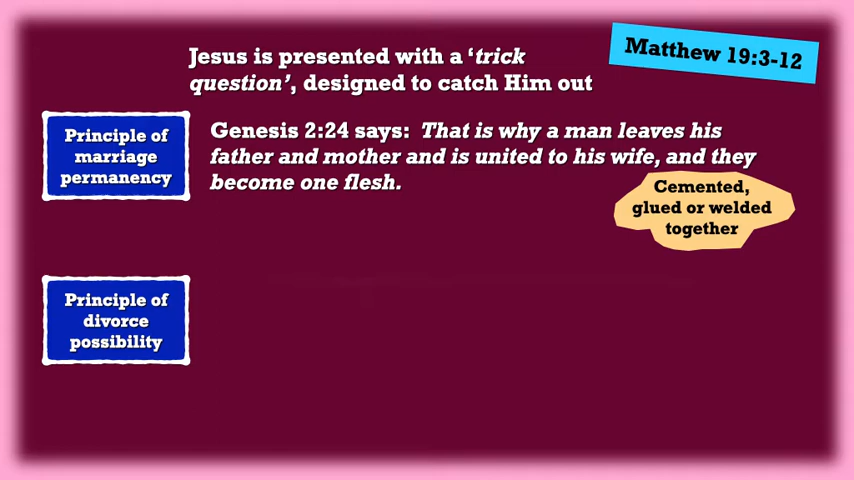 Jesus is presented with a ‘trick
question’, designed to catch Him out
Matthew 19:3-12
Principle of
marriage
permanency
Genesis 2:24 says: That is why a man leaves his
father and mother and is united to his wife, and they
become one flesh.
Cemented,
glued or welded
together
Principle of
divorce
possibility